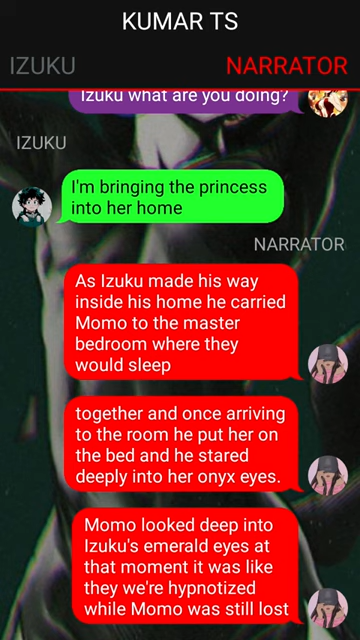 KUMAR TS
IZUKU
NARRATOR
Izuku what are you doing?
IZUKU
I'm bringing the princess
into her home
NARRATOR
As Izuku made his way
inside his home he carried
Momo to the master
bedroom where they
would sleep
together and once arriving
to the room he put her on
the bed and he stared
deeply into her onyx eyes.
Momo looked deep into
Izuku's emerald eyes at
that moment it was like
they we're hypnotized
while Momo was still lost